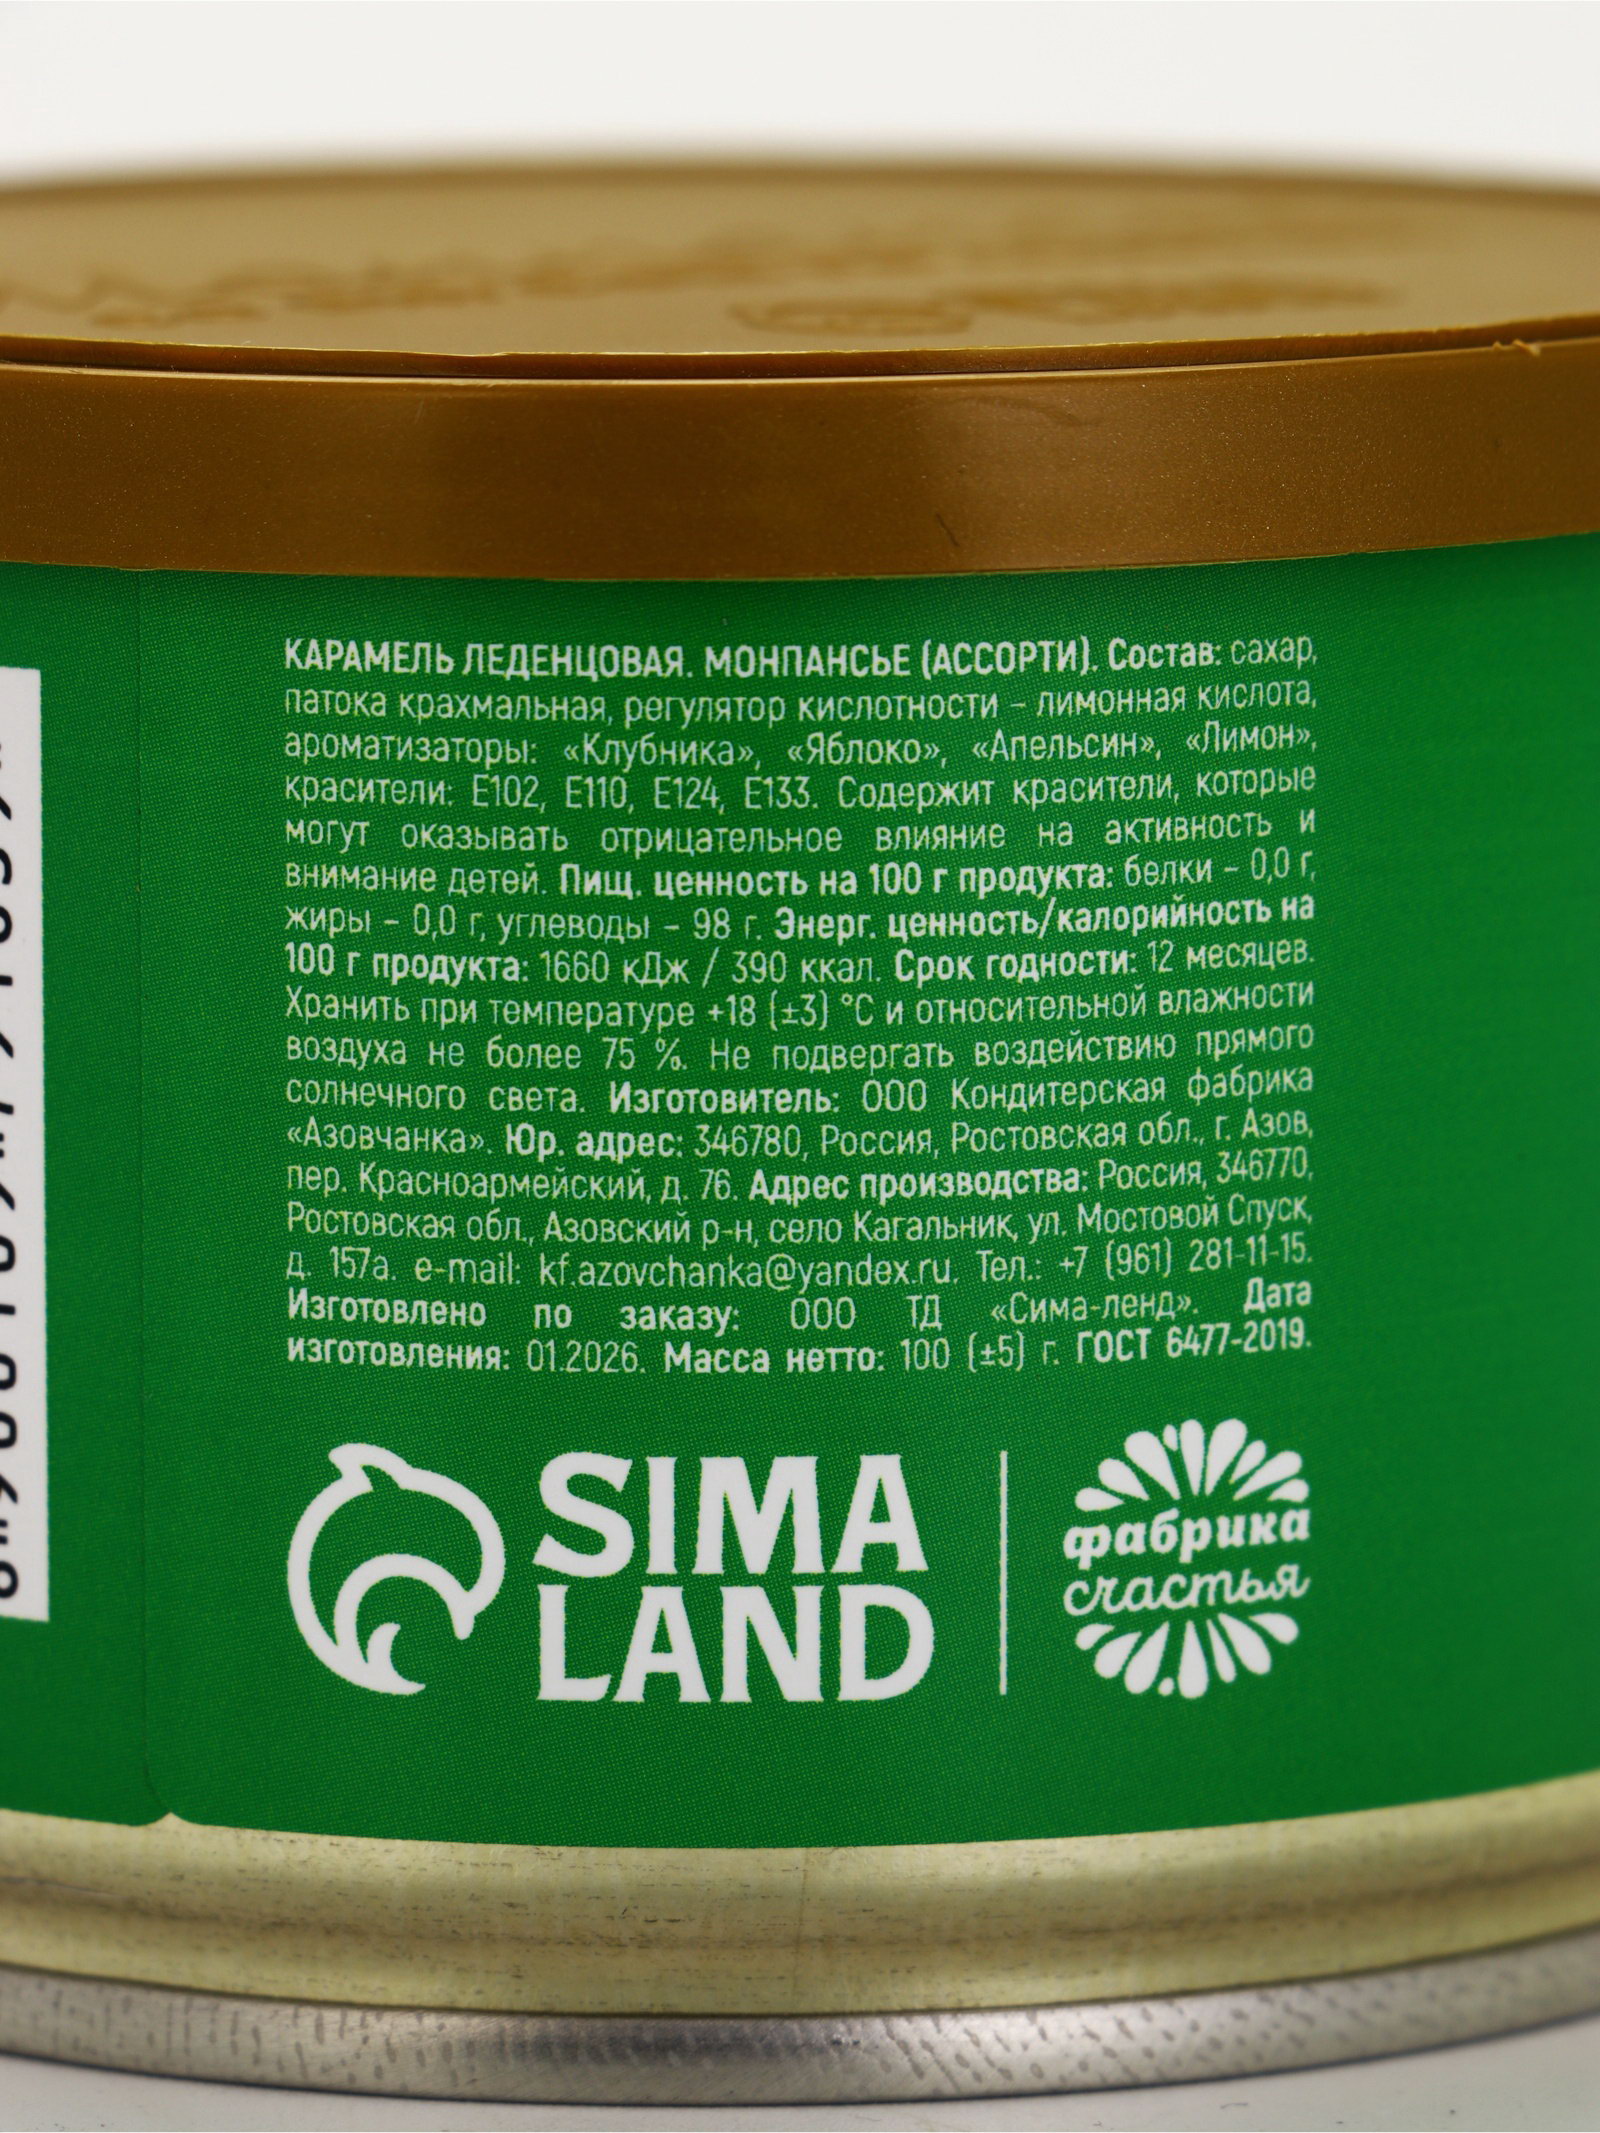 КАРАМЕЛЬ ЛЕДЕНЦОВАЯ. МОНПАНСЬЕ (АССОРТИ). Состав: сахар,
патока крахмальная, регулятор кислотности – лимонная кислота,
ароматизаторы: «Клубника», «Яблоко», «Апельсин», «Лимон»,
красители: Е102, Е110, Е124, Е133. Содержит красители, которые
могут оказывать отрицательное влияние на активность и
внимание детей. Пищ. ценность на 100 г продукта: белки – 0,0 г,
жиры – 0,0 г, углеводы – 98 г. Энерг. ценность/калорийность на
100 г продукта: 1660 кДж / 390 ккал. Срок годности: 12 месяцев.
Хранить при температуре +18 (±3) °С и относительной влажности
воздуха не более 75 %. Не подвергать воздействию прямого
солнечного света. Изготовитель: ООО Кондитерская фабрика
«Азовчанка». Юр. адрес: 346780, Россия, Ростовская обл., г. Азов,
пер. Красноармейский, д. 76. Адрес производства: Россия, 346770,
Ростовская обл., Азовский р-н, село Кагальник, ул. Мостовой Спуск,
д. 157а. e-mail: kf.azovchanka@yandex.ru. Тел.: +7 (961) 281-11-15.
Изготовлено по заказу: ООО ТД «Сима-ленд». Дата
изготовления: 01.2026. Масса нетто: 100 (±5) г. ГОСТ 6477-2019.
SIMA
LAND
фабрика
счастья